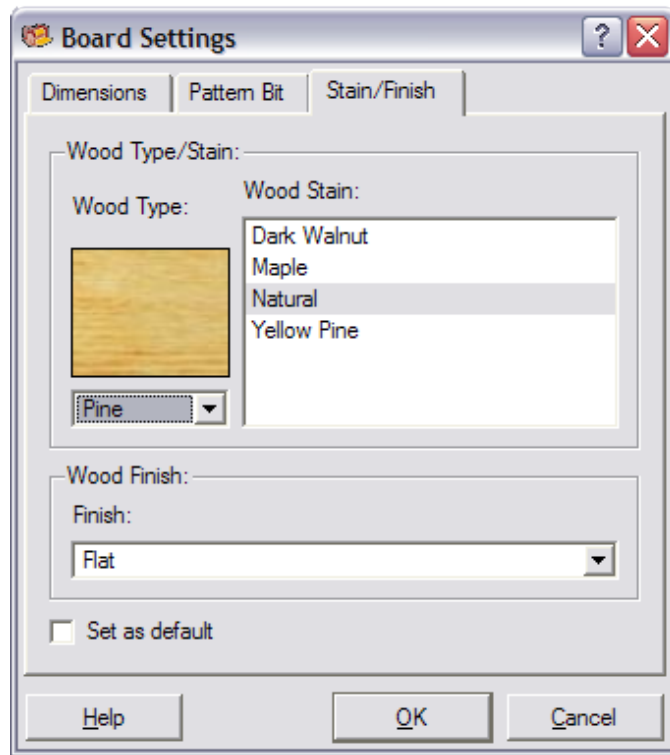 Board Settings
Dimensions
Pattern Bit
Stain/Finish
Wood Type/Stain:
Wood Type:
Wood Stain:
Dark Walnut
Maple
Natural
Yellow Pine
Pine
Wood Finish:
Finish:
Flat
Set as default
Help
OK
Cancel